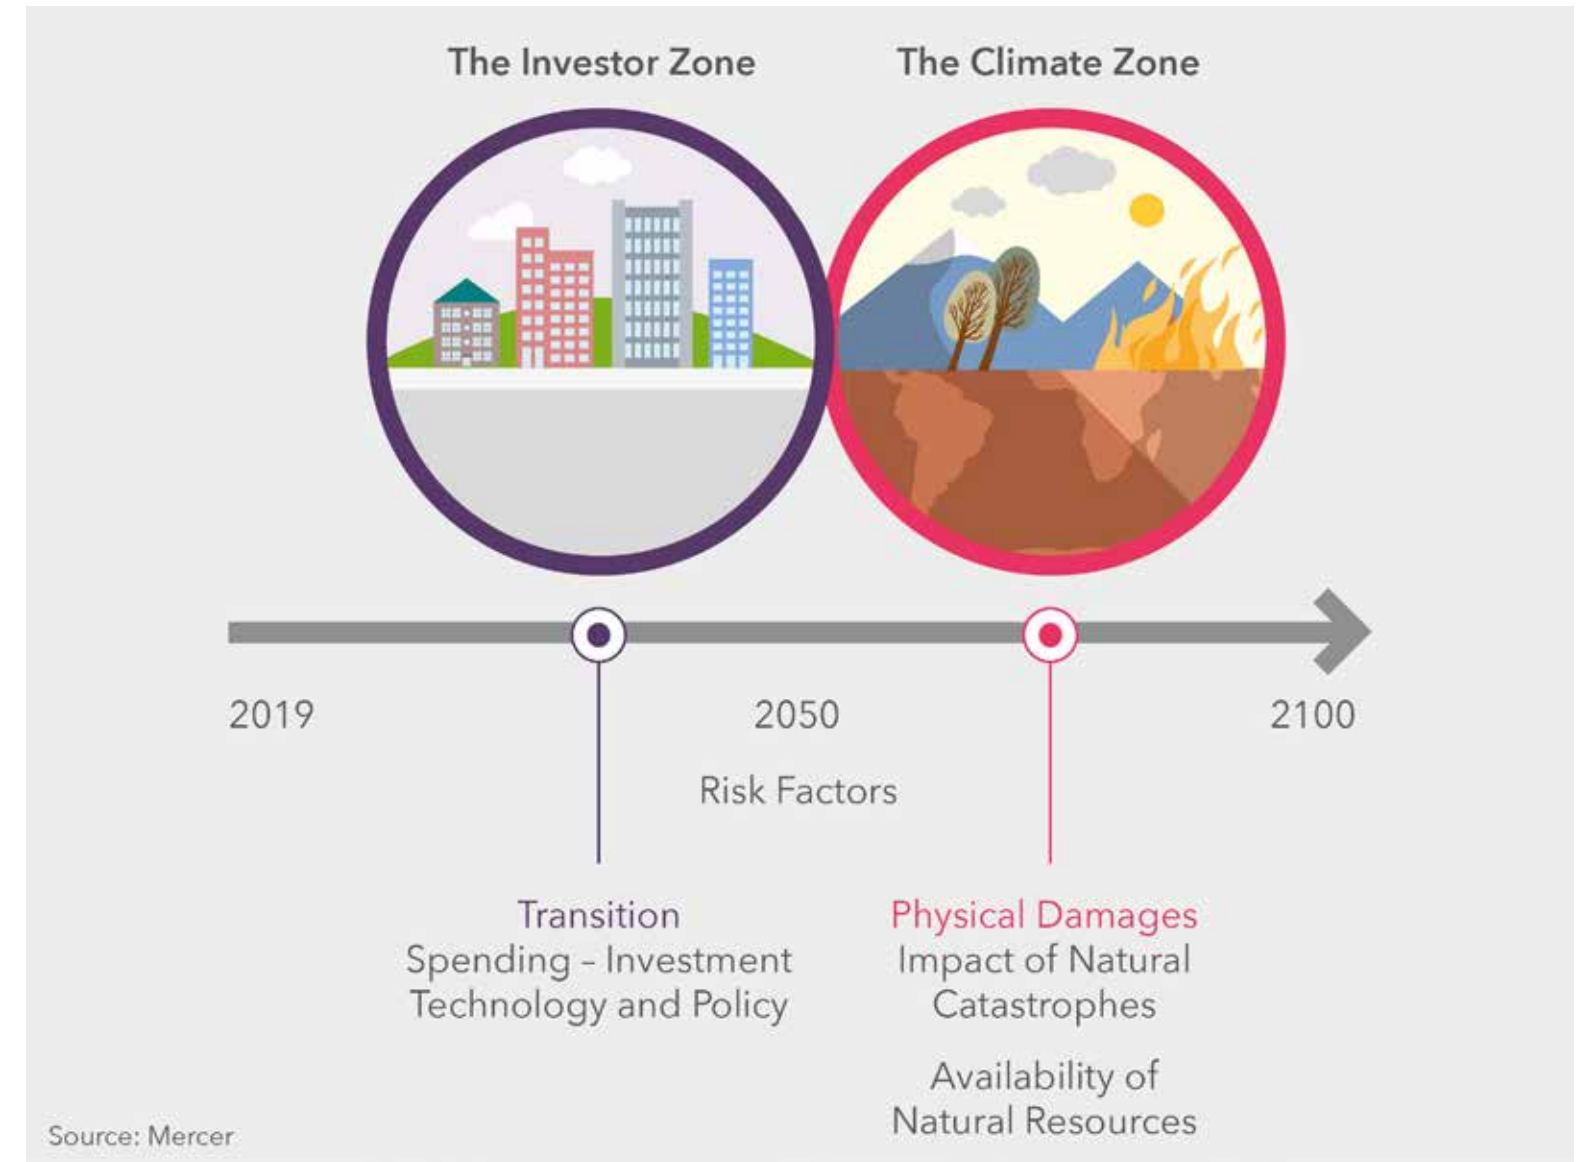 The Investor Zone
The Climate Zone
2019
2050
2100
Risk Factors
Transition
Spending – Investment
Technology and Policy
Physical Damages
Impact of Natural
Catastrophes
Availability of
Natural Resources
Source: Mercer